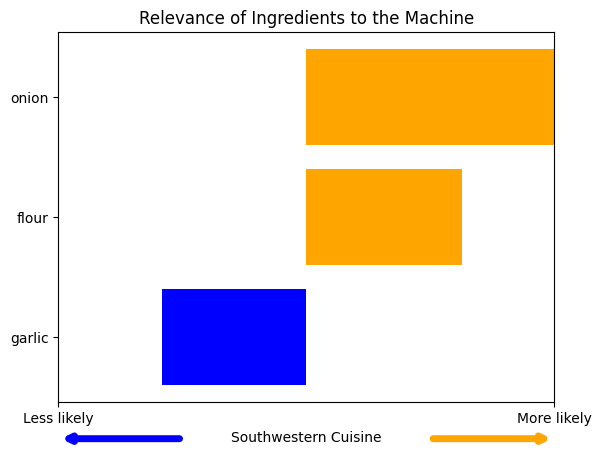 Relevance of Ingredients to the Machine
onion
flour
garlic
Less likely More likely
Southwestern Cuisine